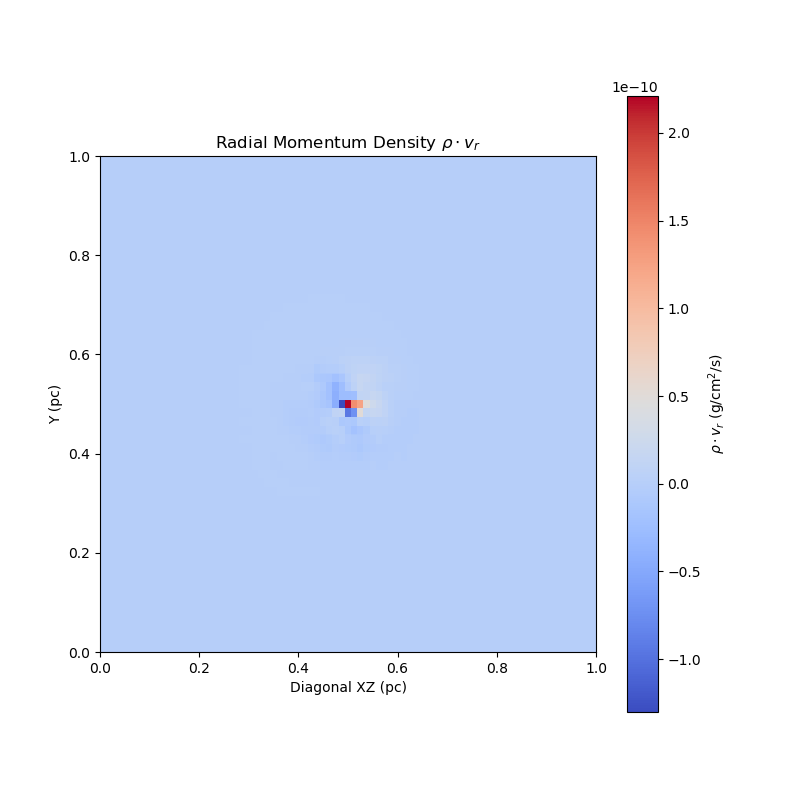 1e−10
Radial Momentum Density ρ · v_r
1.0
0.8
0.6
0.4
0.2
0.0
Y (pc)
0.0 0.2 0.4 0.6 0.8 1.0
Diagonal XZ (pc)
2.0
1.5
1.0
0.5
0.0
−0.5
−1.0
ρ · v_r (g/cm²/s)